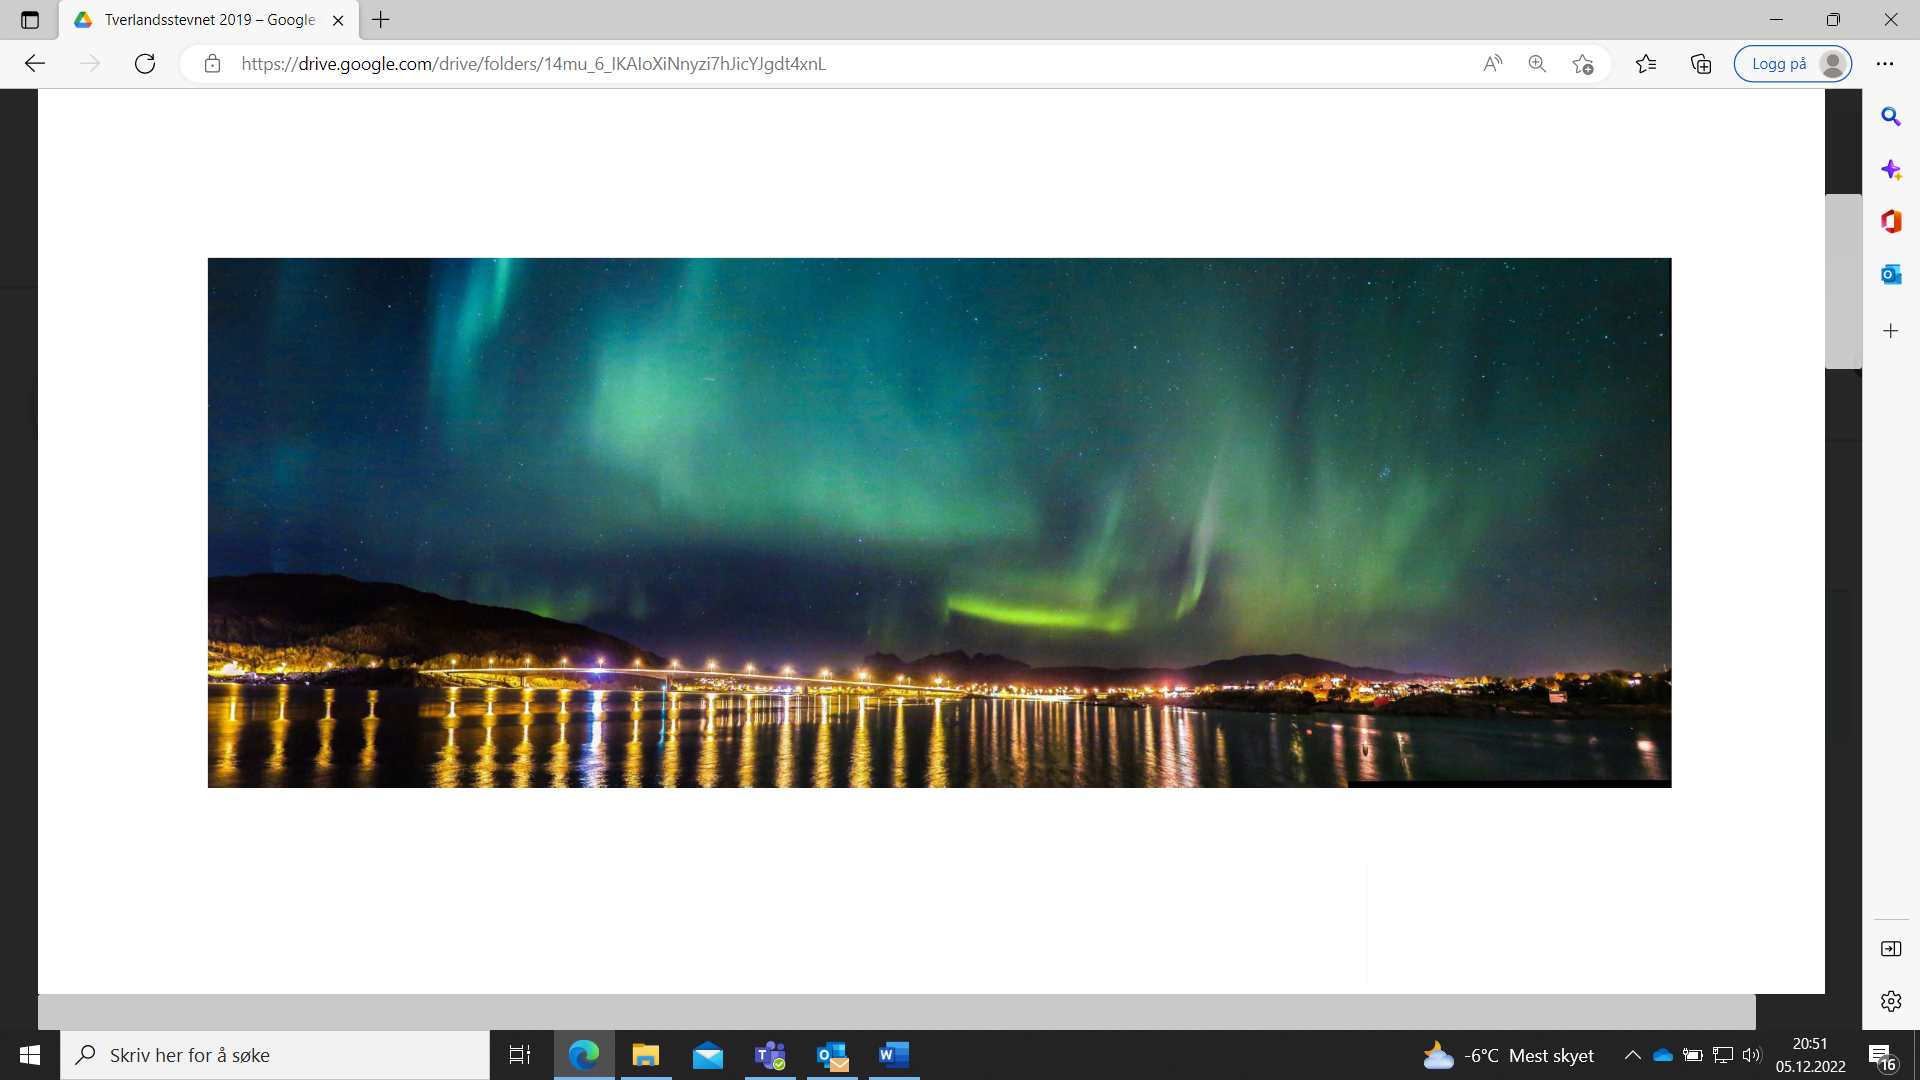 Tverlandsstevnet 2019 – Google
https://drive.google.com/drive/folders/14mu_6_IKAIoXiNnyzi7hJicYJgdt4xnL
Logg på
Skriv her for å søke
-6°C Mest skyet
20:51
05.12.2022
16